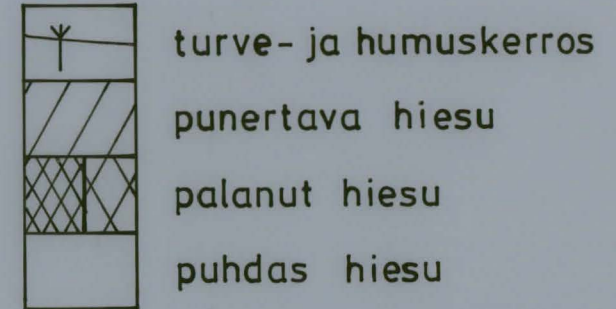 turve- ja humuskerros
punertava hiesu
palanut hiesu
puhdas hiesu